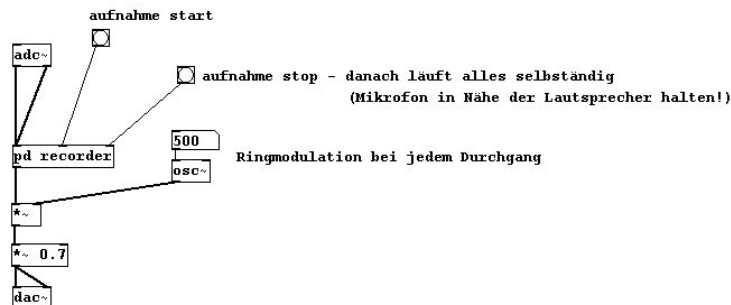 aufnahme start
adc~
aufnahme stop – danach läuft alles selbständig
(Mikrofon in Nähe der Lautsprecher halten!)
500
pd recorder
Ringmodulation bei jedem Durchgang
osc~
*~
*~ 0.7
dac~